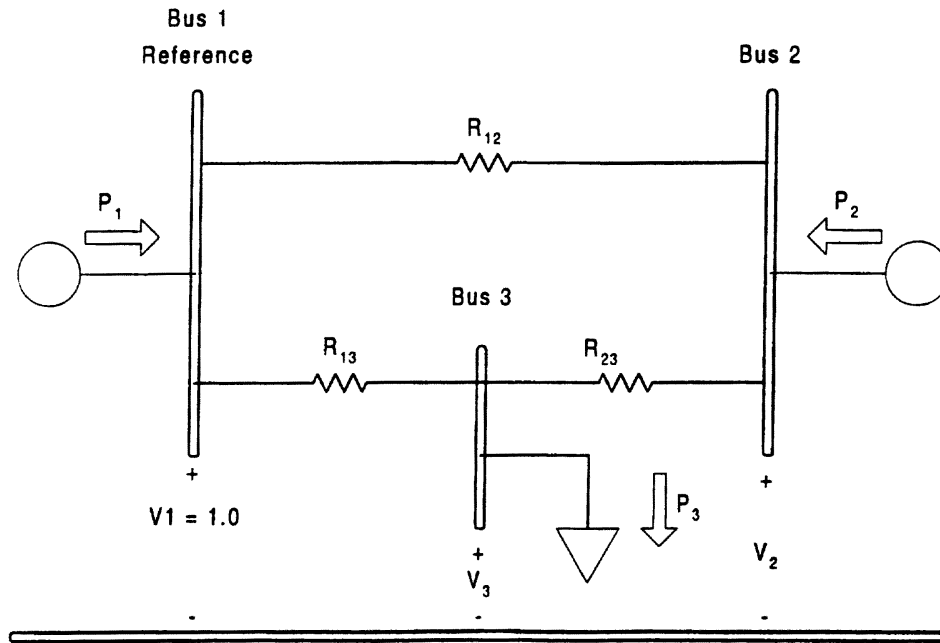 Bus 1
Reference
Bus 2
R₁₂
P₁
P₂
Bus 3
R₁₃
R₂₃
+
V1 = 1.0
-
+
V₃
-
P₃
+
V₂
-